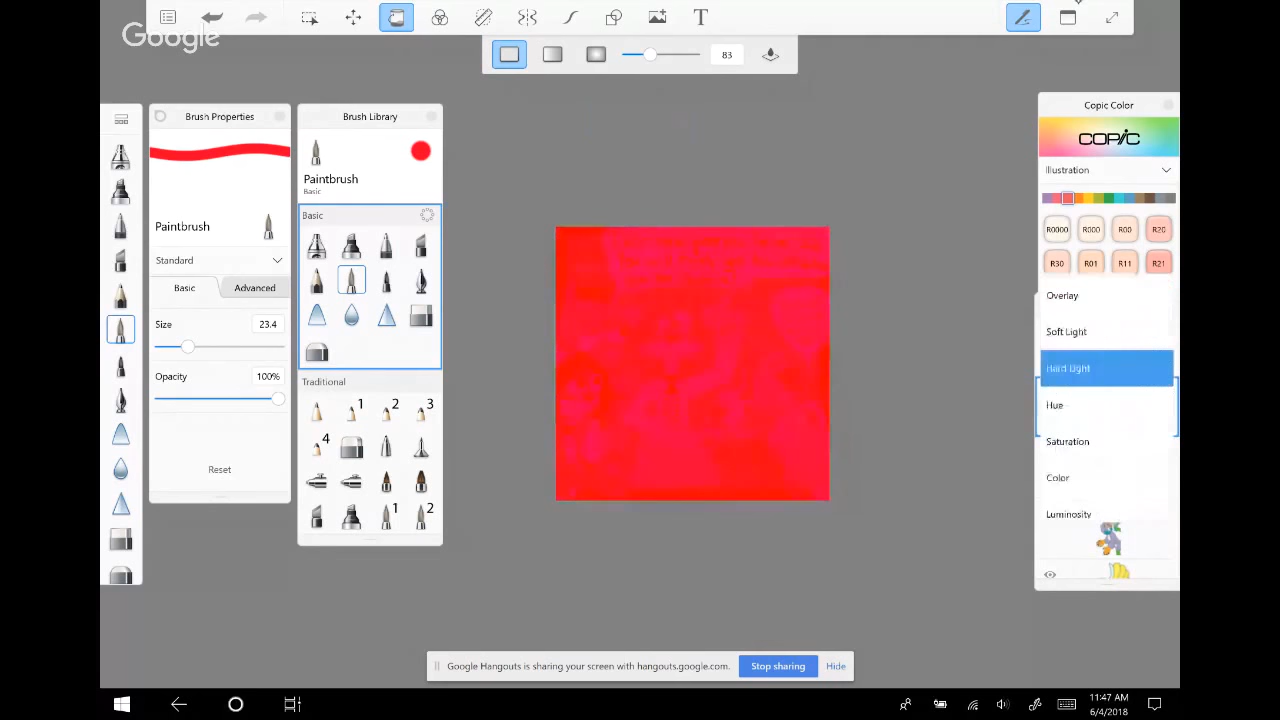 Google
T
83
Brush Properties
Paintbrush
Standard
Basic
Advanced
Size
23.4
Opacity
100%
Reset
Brush Library
Paintbrush
Basic
Basic
Traditional
1
2
3
4
1
2
Copic Color
COPIC
Illustration
R0000 R000 R00 R20
R30 R01 R11 R21
Overlay
Soft Light
Hard Light
Hue
Saturation
Color
Luminosity
Google Hangouts is sharing your screen with hangouts.google.com.
Stop sharing
Hide
11:47 AM
6/4/2018